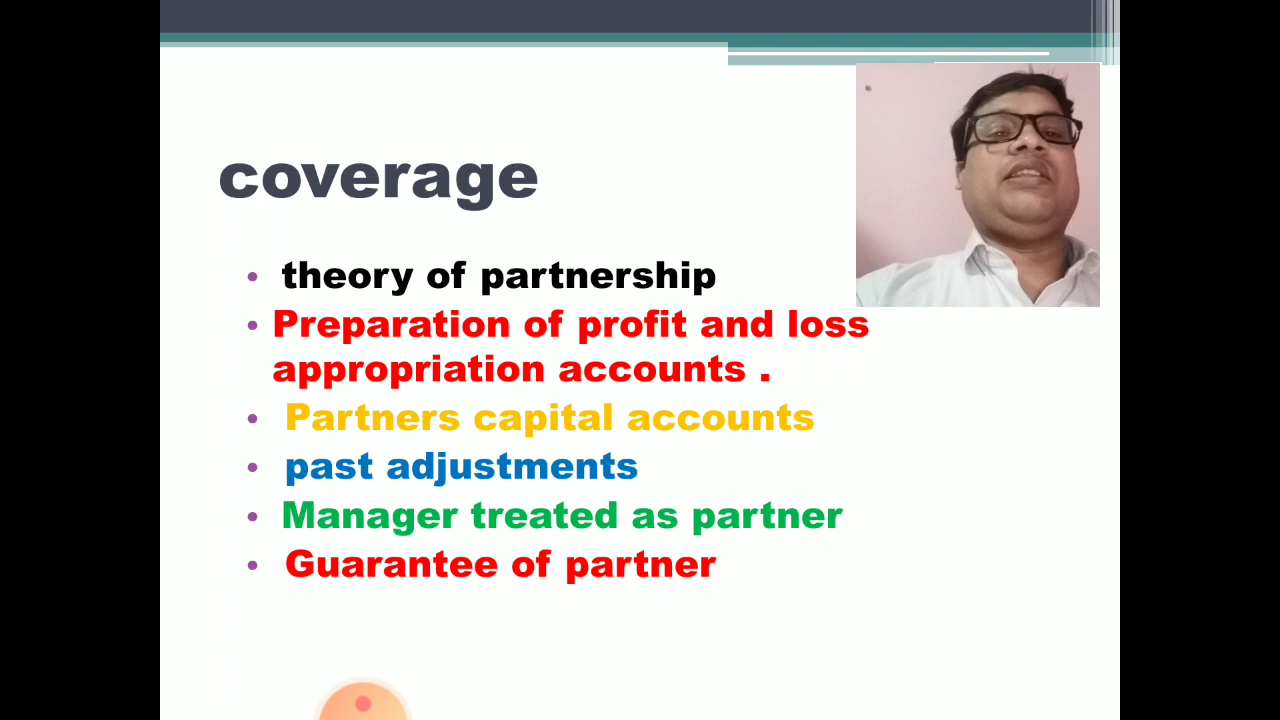 coverage
theory of partnership
Preparation of profit and loss
appropriation accounts .
Partners capital accounts
past adjustments
Manager treated as partner
Guarantee of partner